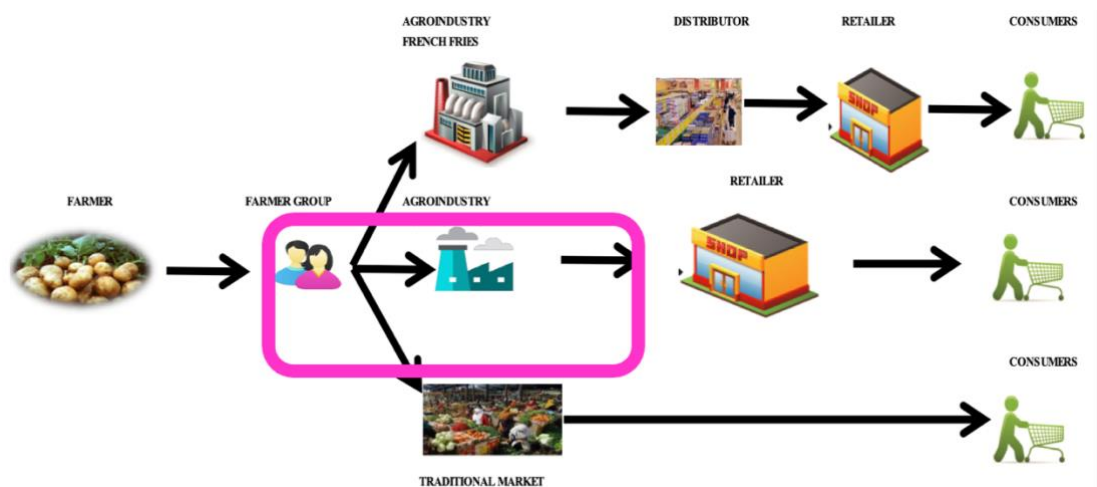 AGROINDUSTRY
FRENCH FRIES
DISTRIBUTOR
RETAILER
CONSUMERS
SHOP
RETAILER
FARMER
FARMER GROUP
AGROINDUSTRY
CONSUMERS
SHOP
CONSUMERS
TRADITIONAL MARKET